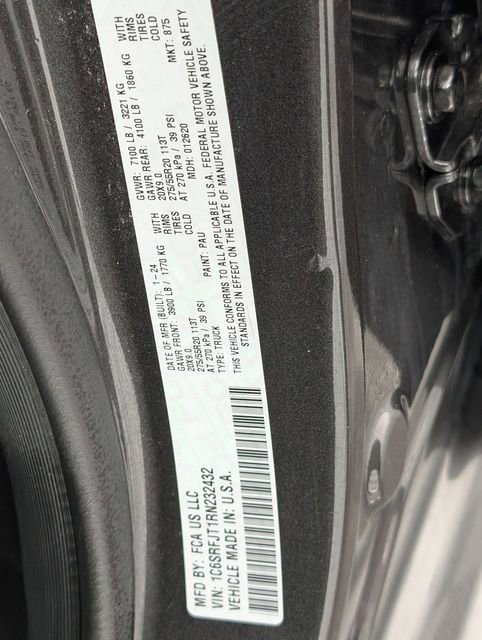 MFD BY: FCA US LLC
VIN: 1C6SRFJT1RN232432
VEHICLE MADE IN: U.S.A.
DATE OF MFR (BUILT): 1-24
GVWR: 7100 LB / 3221 KG
GAWR FRONT: 3900 LB / 1770 KG WITH
20X9.0 RIMS
275/55R20 113T TIRES
AT 270 kPa / 39 PSI COLD
GAWR REAR: 4100 LB / 1860 KG WITH
20X9.0 RIMS
275/55R20 113T TIRES
AT 270 kPa / 39 PSI COLD
TYPE: TRUCK PAINT: PAU MDH: 012620 MKT: 875
THIS VEHICLE CONFORMS TO ALL APPLICABLE U.S.A. FEDERAL MOTOR VEHICLE SAFETY
STANDARDS IN EFFECT ON THE DATE OF MANUFACTURE SHOWN ABOVE.